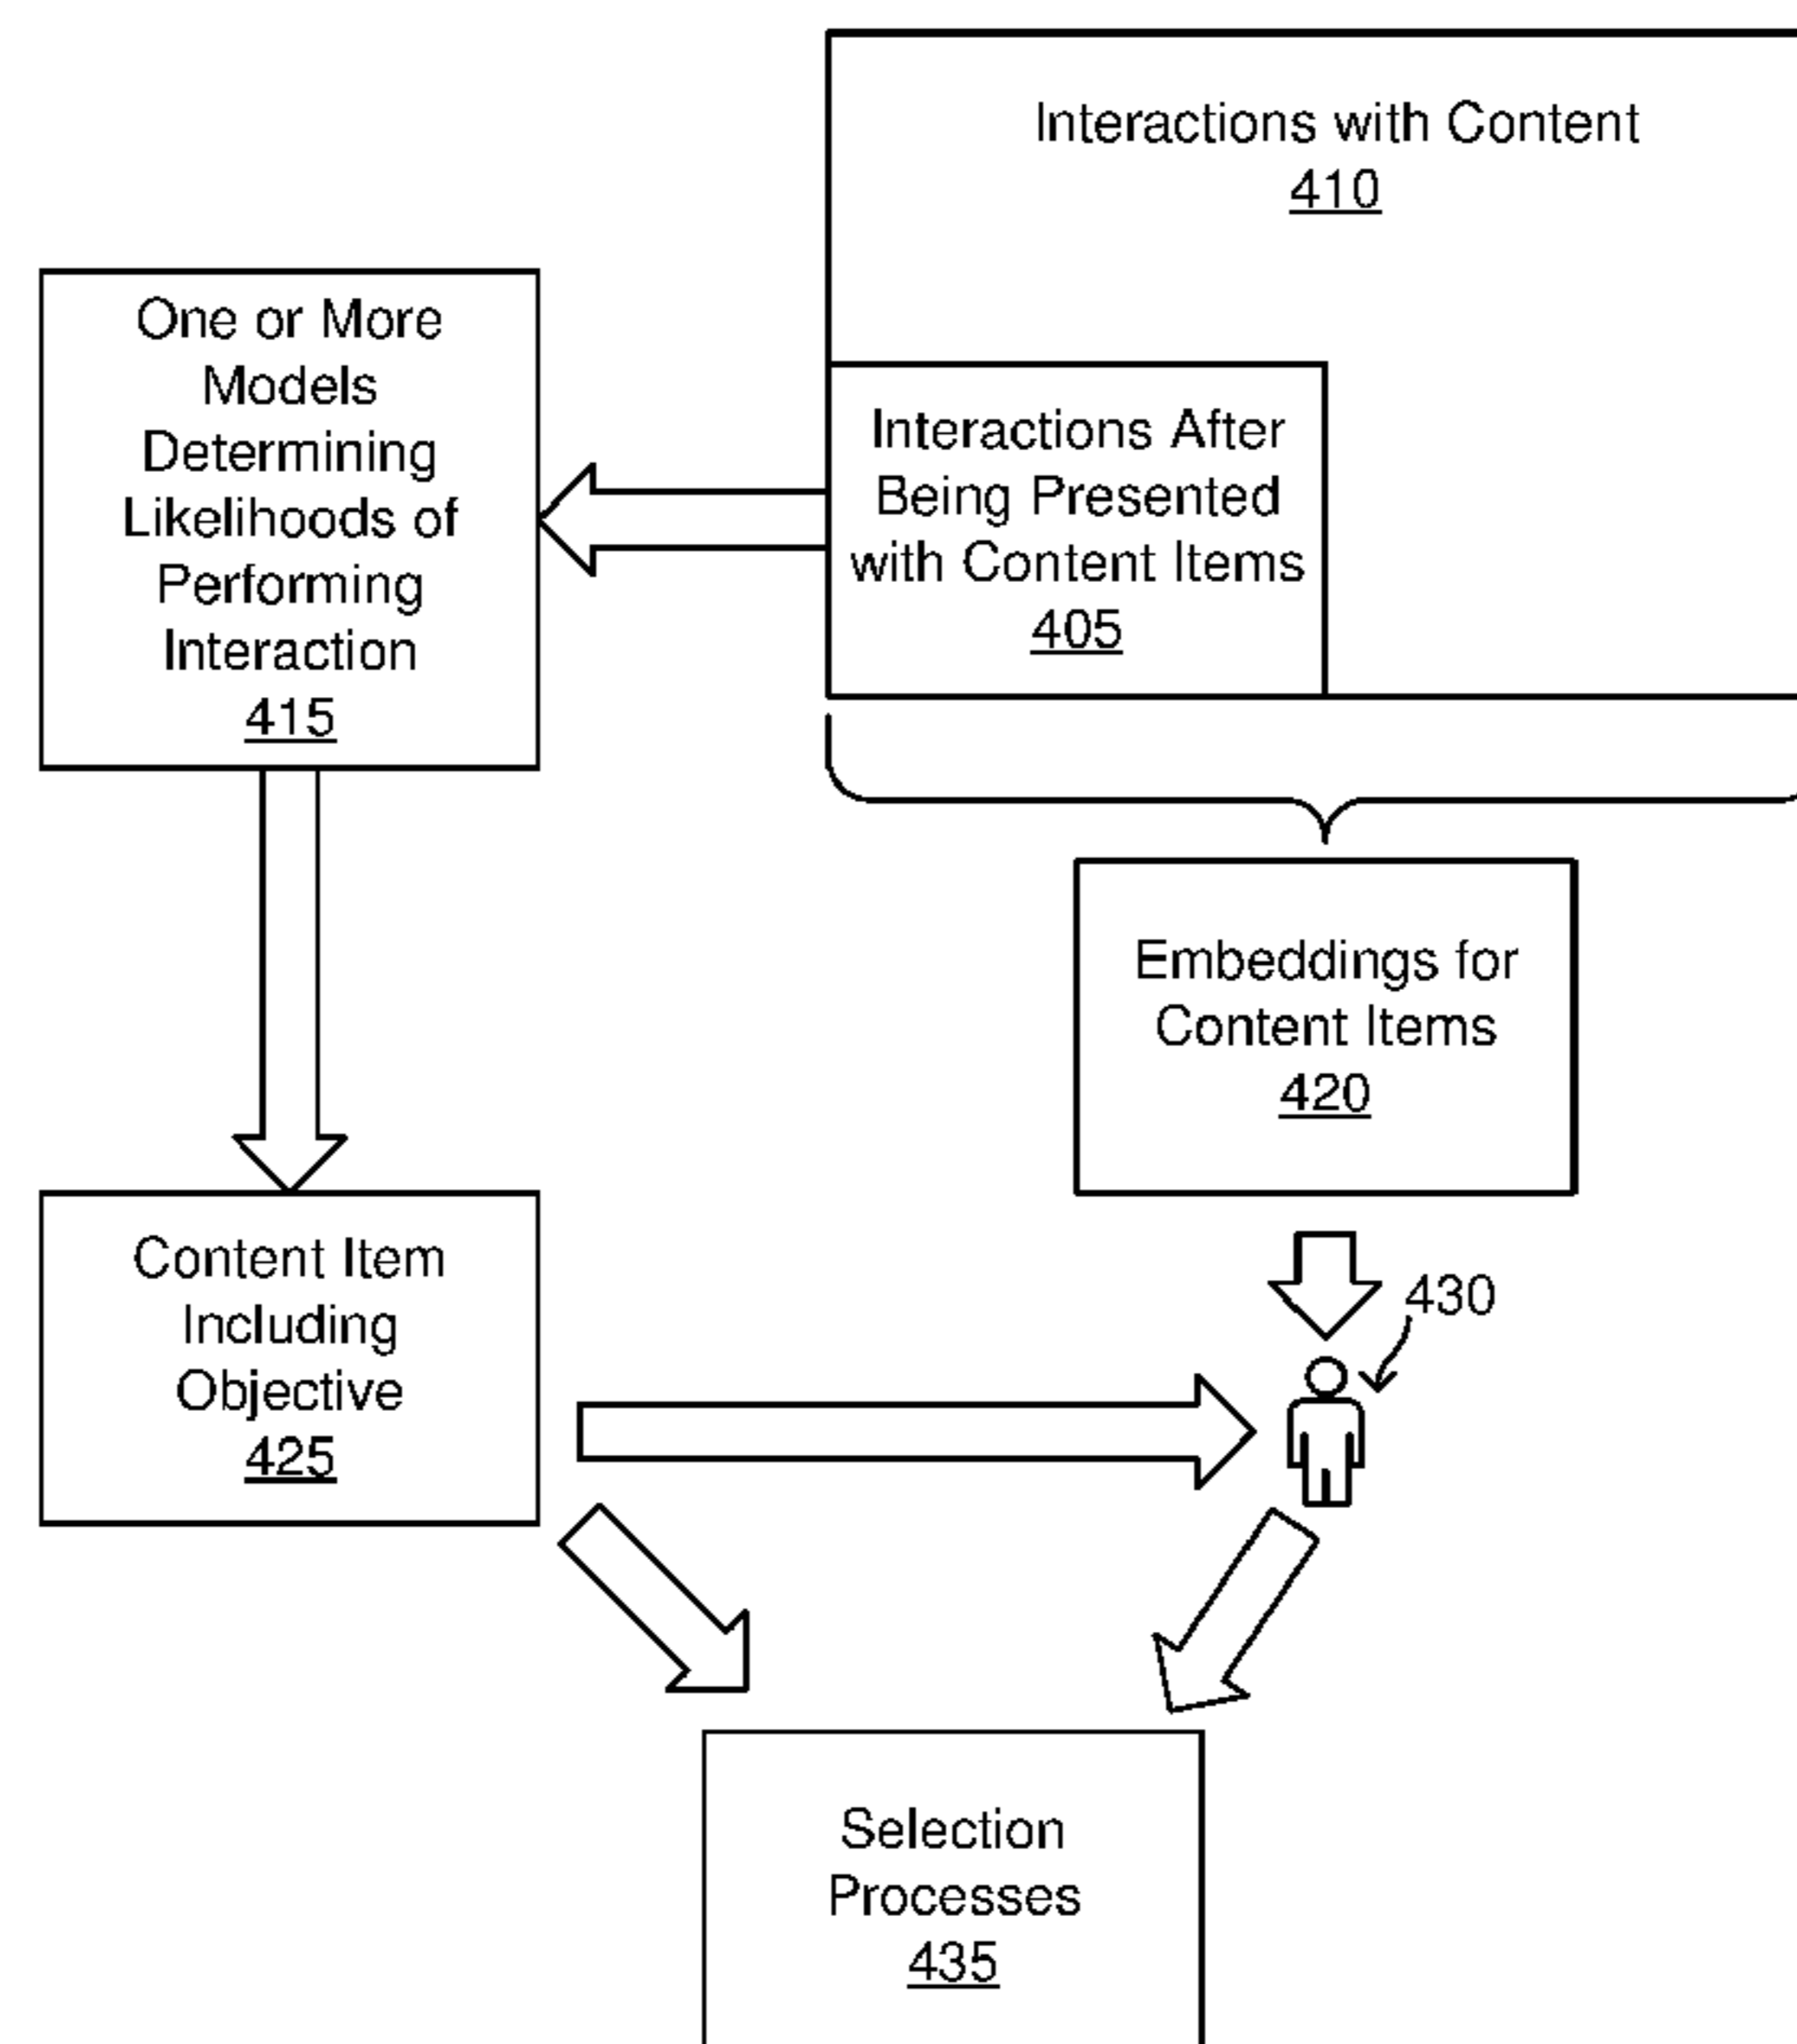 Interactions with Content
410
One or More
Models
Determining
Likelihoods of
Performing
Interaction
415
Interactions After
Being Presented
with Content Items
405
Embeddings for
Content Items
420
Content Item
Including
Objective
425
430
Selection
Processes
435